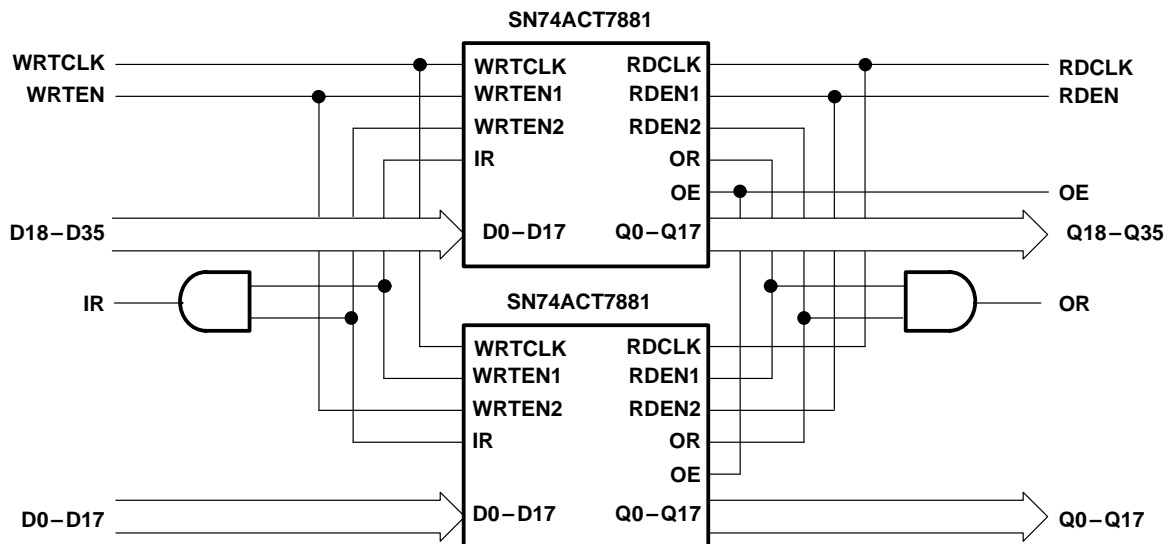 SN74ACT7881
WRTCLK
WRTEN
WRTCLK
RDCLK
WRTEN1
RDEN1
WRTEN2
RDEN2
IR
OR
OE
D0–D17
Q0–Q17
RDCLK
RDEN
OE
D18–D35
Q18–Q35
IR
OR
SN74ACT7881
WRTCLK
RDCLK
WRTEN1
RDEN1
WRTEN2
RDEN2
IR
OR
OE
D0–D17
Q0–Q17
D0–D17
Q0–Q17